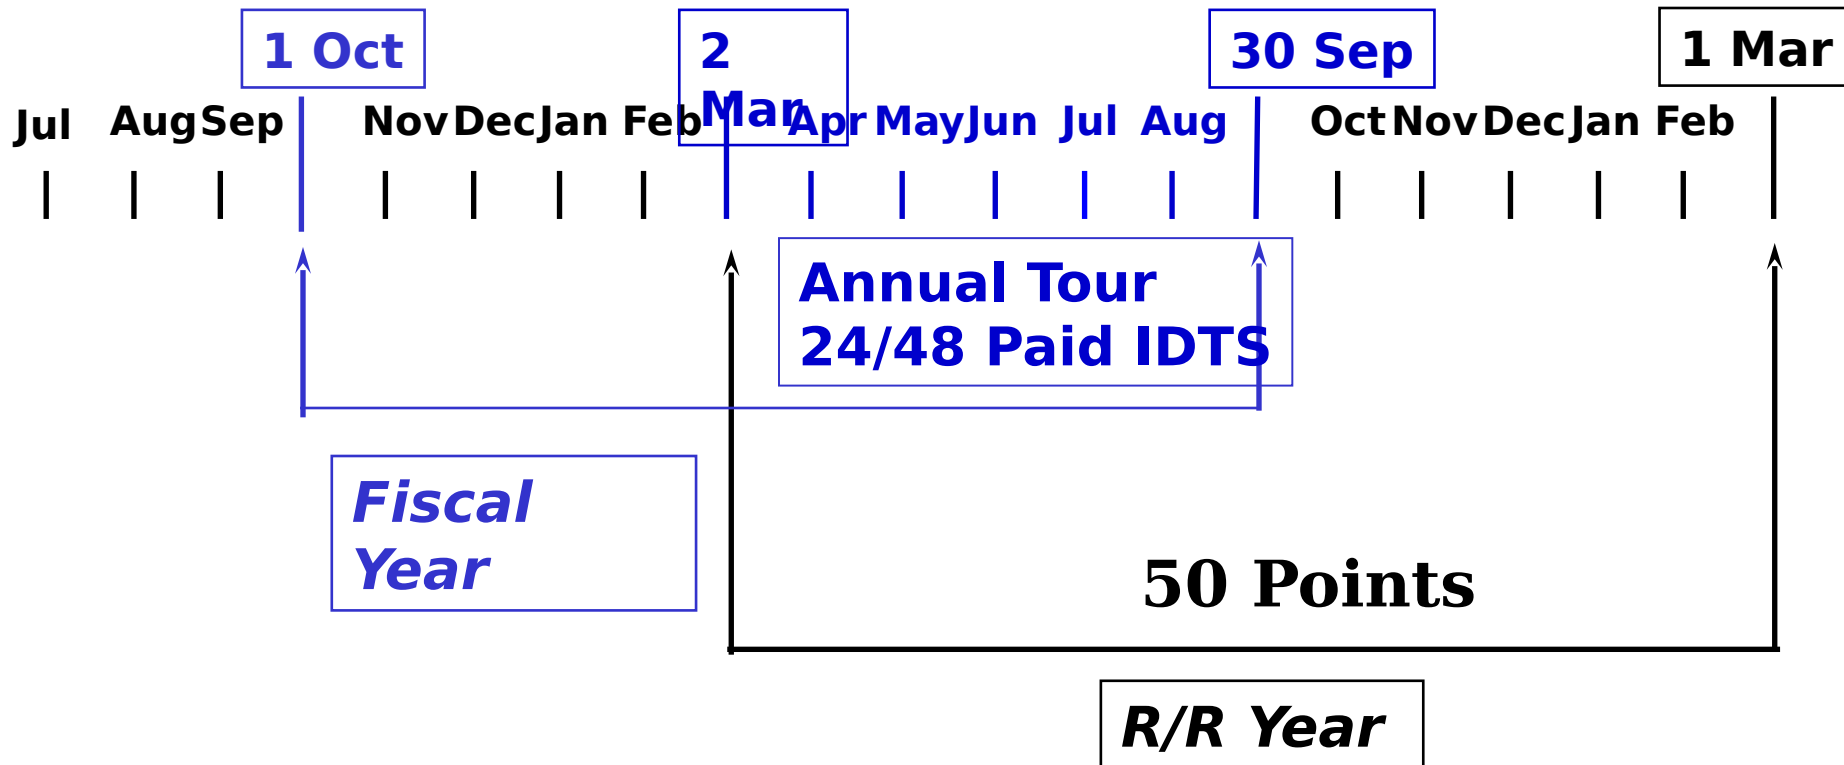 1 Oct
2
Mar
30 Sep
1 Mar
Jul Aug Sep Nov Dec Jan Feb Apr May Jun Jul Aug Oct Nov Dec Jan Feb
Annual Tour
24/48 Paid IDTS
Fiscal
Year
50 Points
R/R Year